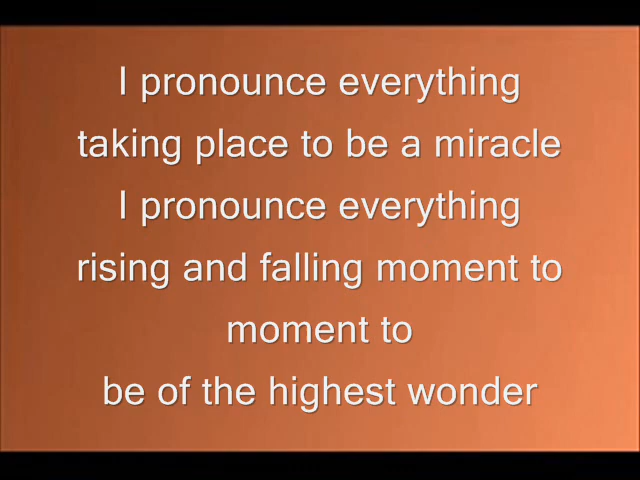 I pronounce everything
taking place to be a miracle
I pronounce everything
rising and falling moment to
moment to
be of the highest wonder